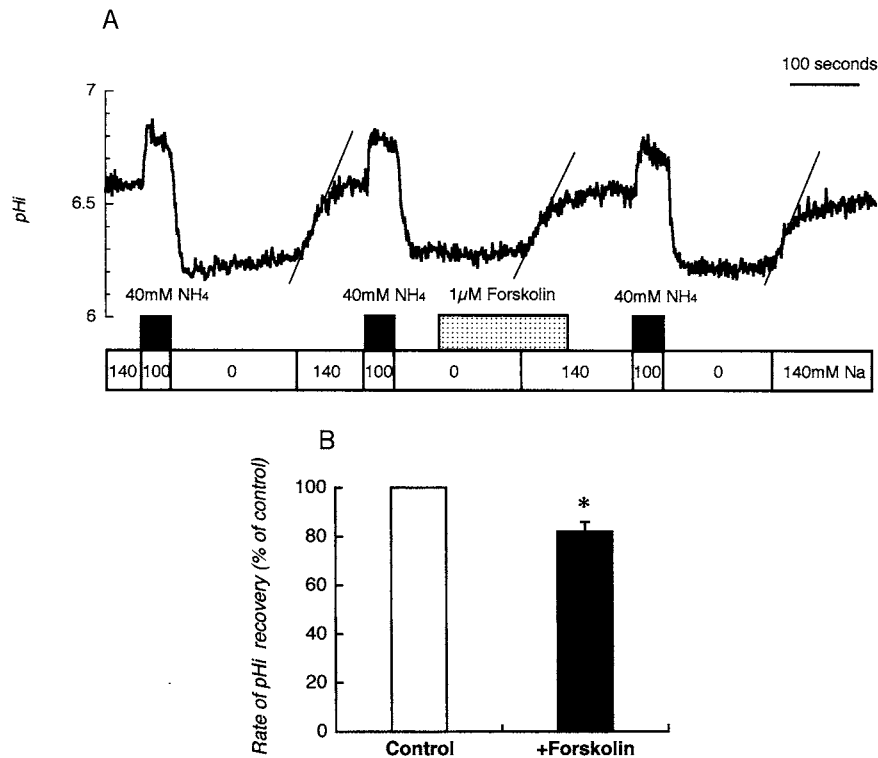 A
100 seconds
7
6.5
6
pHi
40mM NH₄
40mM NH₄
1µM Forskolin
40mM NH₄
140 100 0 140 100 0 140 100 0 140mM Na
B
Rate of pHi recovery (% of control)
100
80
60
40
20
0
*
Control +Forskolin